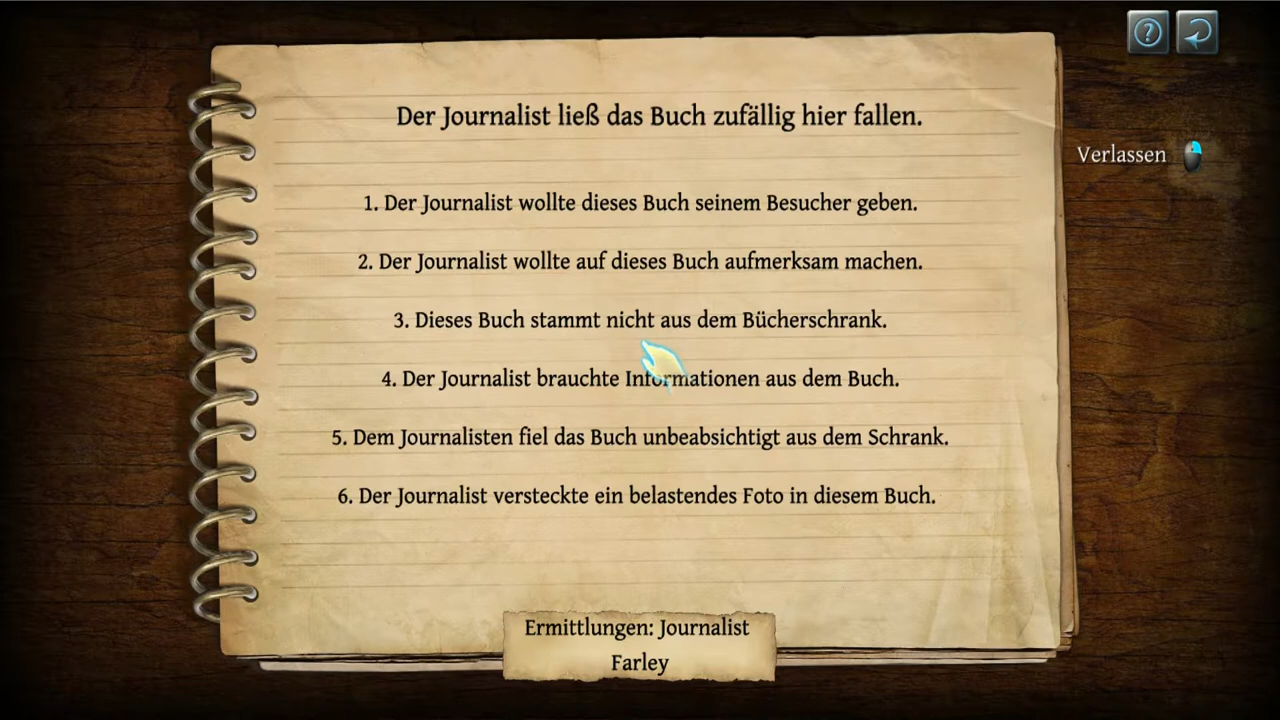 Der Journalist ließ das Buch zufällig hier fallen.
Verlassen
1. Der Journalist wollte dieses Buch seinem Besucher geben.
2. Der Journalist wollte auf dieses Buch aufmerksam machen.
3. Dieses Buch stammt nicht aus dem Bücherschrank.
4. Der Journalist brauchte Informationen aus dem Buch.
5. Dem Journalisten fiel das Buch unbeabsichtigt aus dem Schrank.
6. Der Journalist versteckte ein belastendes Foto in diesem Buch.
Ermittlungen: Journalist
Farley